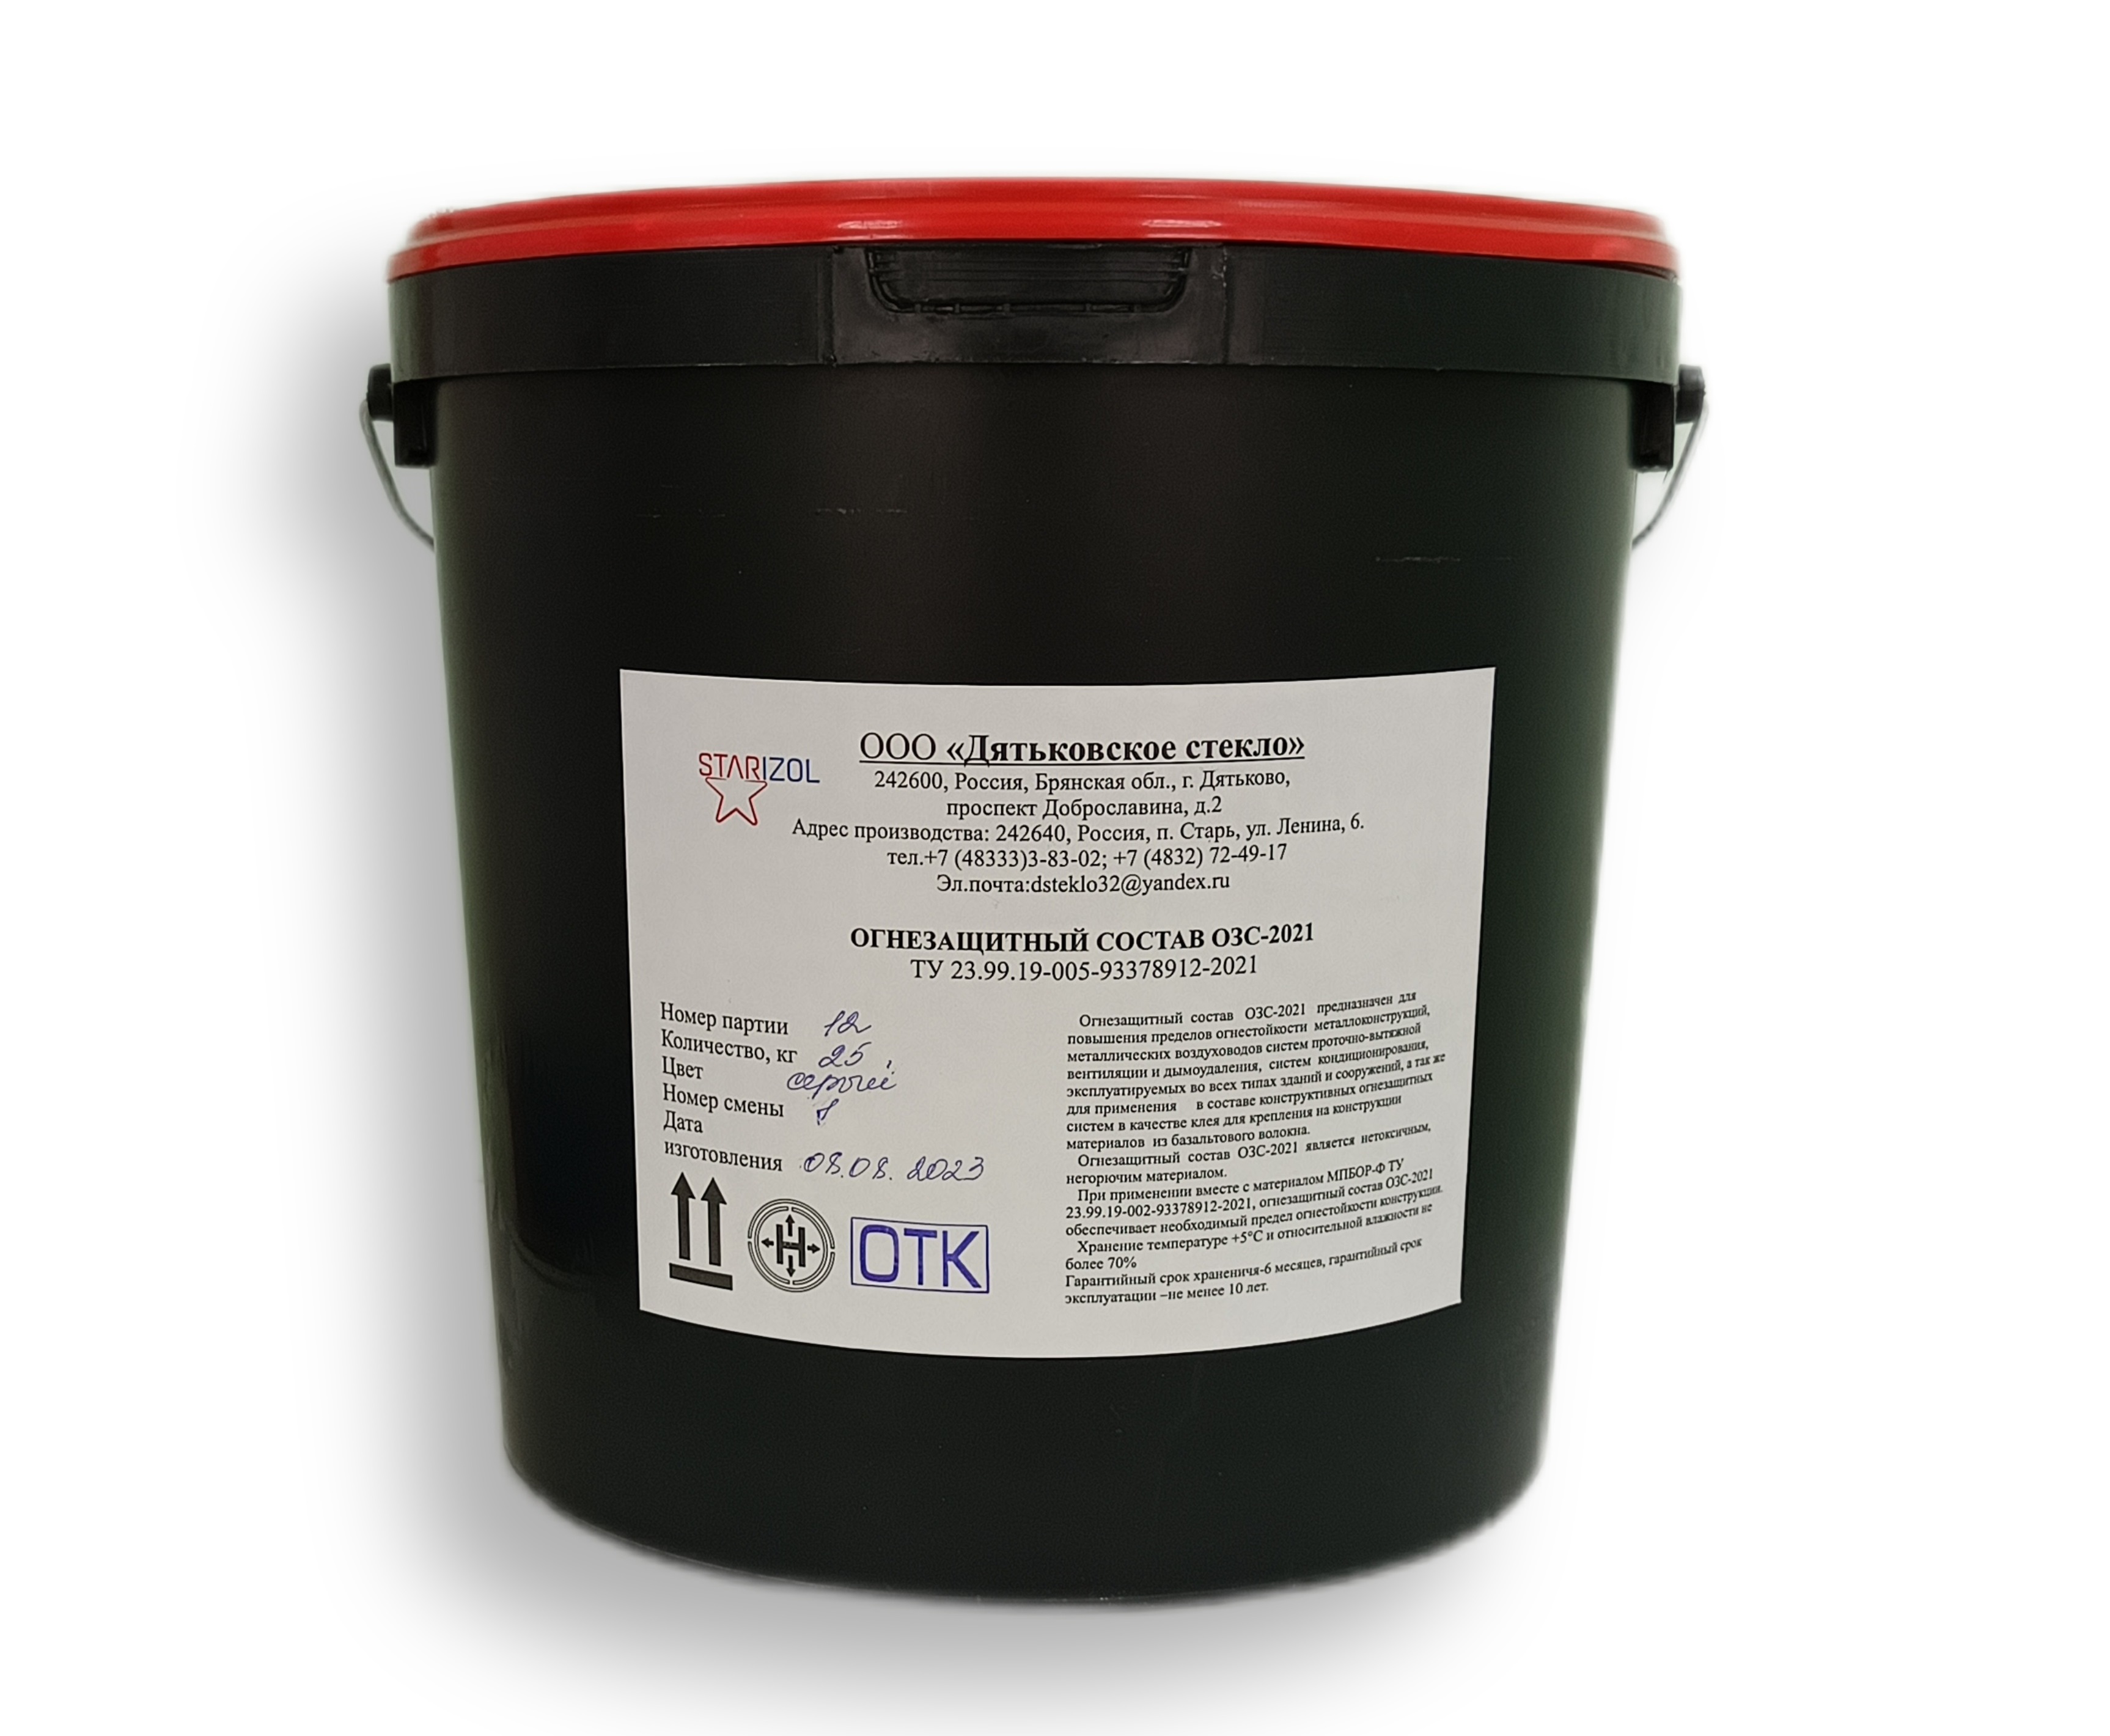 STARIZOL
ООО «Дятьковское стекло»
242600, Россия, Брянская обл., г. Дятьково,
проспект Доброславина, д.2
Адрес производства: 242640, Россия, п. Старь, ул. Ленина, 6.
тел.+7 (48333)3-83-02; +7 (4832) 72-49-17
Эл.почта:dsteklo32@yandex.ru
ОГНЕЗАЩИТНЫЙ СОСТАВ ОЗС-2021
ТУ 23.99.19-005-93378912-2021
Номер партии 12
Количество, кг 25
Цвет серый
Номер смены 1
Дата
изготовления 08.08.2023
Н
ОТК
Огнезащитный состав ОЗС-2021 предназначен для
повышения пределов огнестойкости металлоконструкций,
металлических воздуховодов систем проточно-вытяжной
вентиляции и дымоудаления, систем кондиционирования,
эксплуатируемых во всех типах зданий и сооружений, а так же
для применения в составе конструктивных огнезащитных
систем в качестве клея для крепления на конструкции
материалов из базальтового волокна.
Огнезащитный состав ОЗС-2021 является нетоксичным,
негорючим материалом.
При применении вместе с материалом МПБОР-Ф ТУ
23.99.19-002-93378912-2021, огнезащитный состав ОЗС-2021
обеспечивает необходимый предел огнестойкости конструкции.
Хранение температуре +5°С и относительной влажности не
более 70%
Гарантийный срок храненичя-6 месяцев, гарантийный срок
эксплуатации –не менее 10 лет.